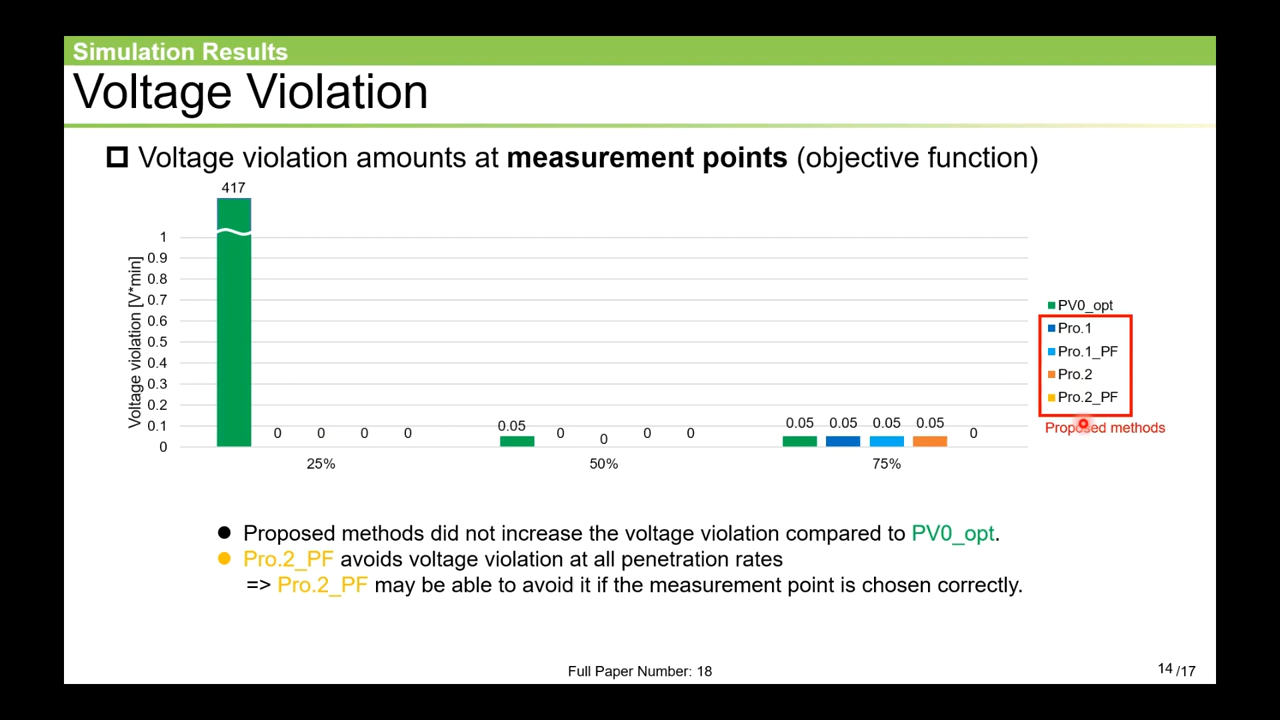 Simulation Results
Voltage Violation
Voltage violation amounts at measurement points (objective function)
417
Voltage violation [V*min]
1
0.9
0.8
0.7
0.6
0.5
0.4
0.3
0.2
0.1
0
0 0 0 0
0.05 0 0 0 0
0.05 0.05 0.05 0.05 0
25% 50% 75%
PV0_opt
Pro.1
Pro.1_PF
Pro.2
Pro.2_PF
Proposed methods
Proposed methods did not increase the voltage violation compared to PV0_opt.
Pro.2_PF avoids voltage violation at all penetration rates
=> Pro.2_PF may be able to avoid it if the measurement point is chosen correctly.
Full Paper Number: 18
14 /17